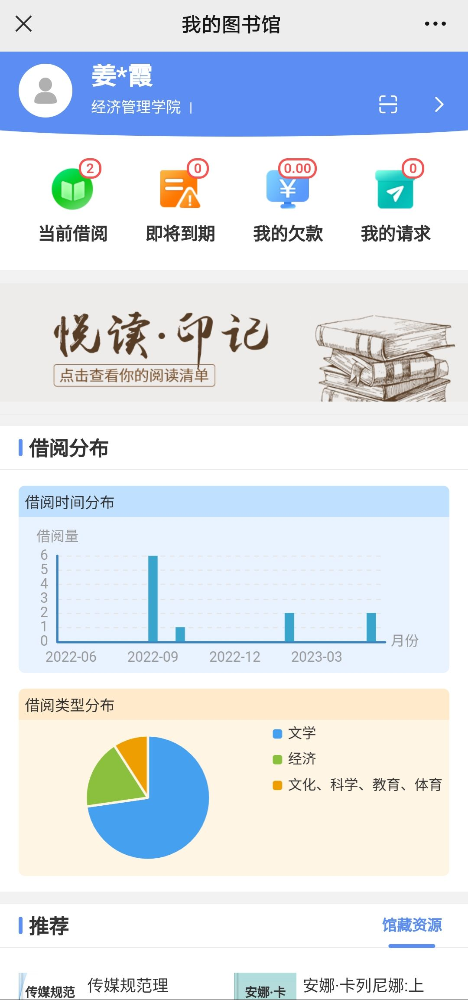 我的图书馆
姜*霞
经济管理学院 |
2
0
0.00
0
当前借阅
即将到期
我的欠款
我的请求
悦读·印记
点击查看你的阅读清单
借阅分布
借阅时间分布
借阅量
6
5
4
3
2
1
0
月份
2022-06
2022-09
2022-12
2023-03
借阅类型分布
文学
经济
文化、科学、教育、体育
推荐
馆藏资源
传媒规范
传媒规范理
安娜·卡
安娜·卡列尼娜:上